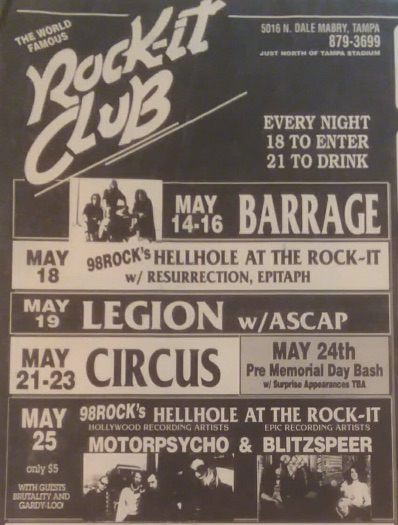 THE WORLD
FAMOUS
ROCK-IT
CLUB
5016 N. DALE MABRY, TAMPA
879-3699
JUST NORTH OF TAMPA STADIUM
EVERY NIGHT
18 TO ENTER
21 TO DRINK
MAY
14-16
BARRAGE
MAY
18
98ROCK's HELLHOLE AT THE ROCK-IT
w/ RESURRECTION, EPITAPH
MAY
19
LEGION w/ASCAP
MAY
21-23
CIRCUS
MAY 24th
Pre Memorial Day Bash
w/ Surprise Appearances TBA
MAY
25
98ROCK's HELLHOLE AT THE ROCK-IT
HOLLYWOOD RECORDING ARTISTS
EPIC RECORDING ARTISTS
MOTORPSYCHO & BLITZSPEER
only $5
WITH GUESTS
BRUTALITY AND
GARDY-LOO!